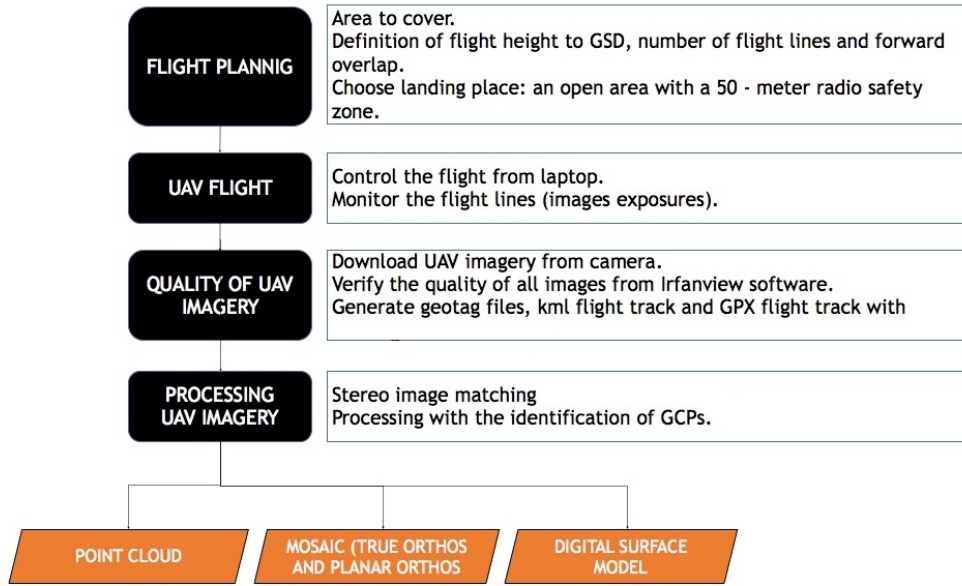 FLIGHT PLANNIG
Area to cover.
Definition of flight height to GSD, number of flight lines and forward
overlap.
Choose landing place: an open area with a 50 - meter radio safety
zone.
UAV FLIGHT
Control the flight from laptop.
Monitor the flight lines (images exposures).
QUALITY OF UAV
IMAGERY
Download UAV imagery from camera.
Verify the quality of all images from Irfanview software.
Generate geotag files, kml flight track and GPX flight track with
PROCESSING
UAV IMAGERY
Stereo image matching
Processing with the identification of GCPs.
POINT CLOUD
MOSAIC (TRUE ORTHOS
AND PLANAR ORTHOS
DIGITAL SURFACE
MODEL